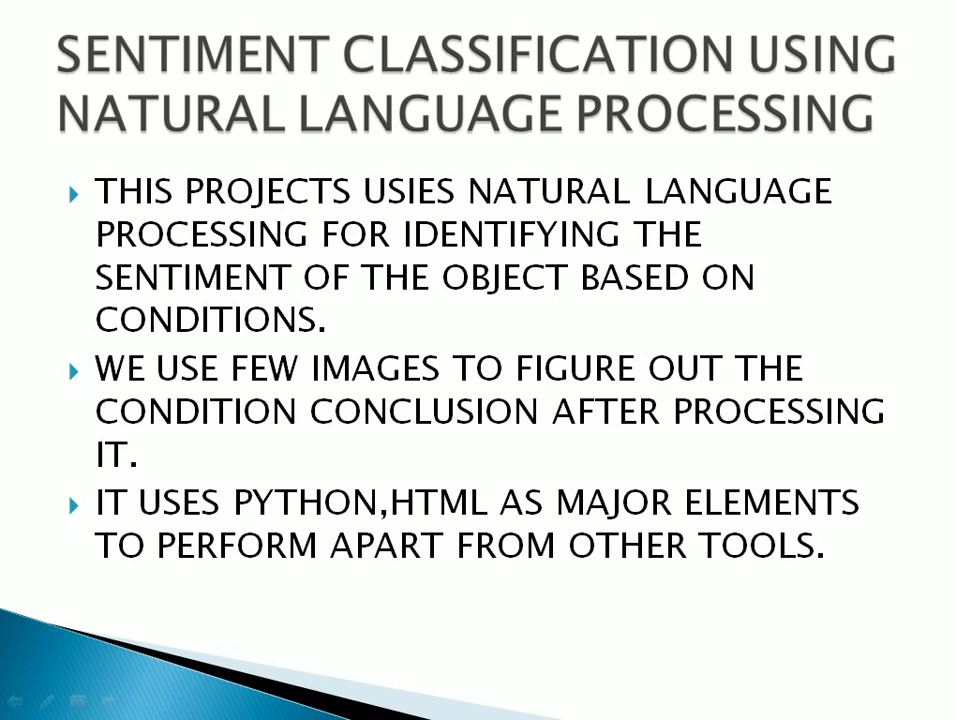 SENTIMENT CLASSIFICATION USING
NATURAL LANGUAGE PROCESSING
THIS PROJECTS USIES NATURAL LANGUAGE
PROCESSING FOR IDENTIFYING THE
SENTIMENT OF THE OBJECT BASED ON
CONDITIONS.
WE USE FEW IMAGES TO FIGURE OUT THE
CONDITION CONCLUSION AFTER PROCESSING
IT.
IT USES PYTHON,HTML AS MAJOR ELEMENTS
TO PERFORM APART FROM OTHER TOOLS.